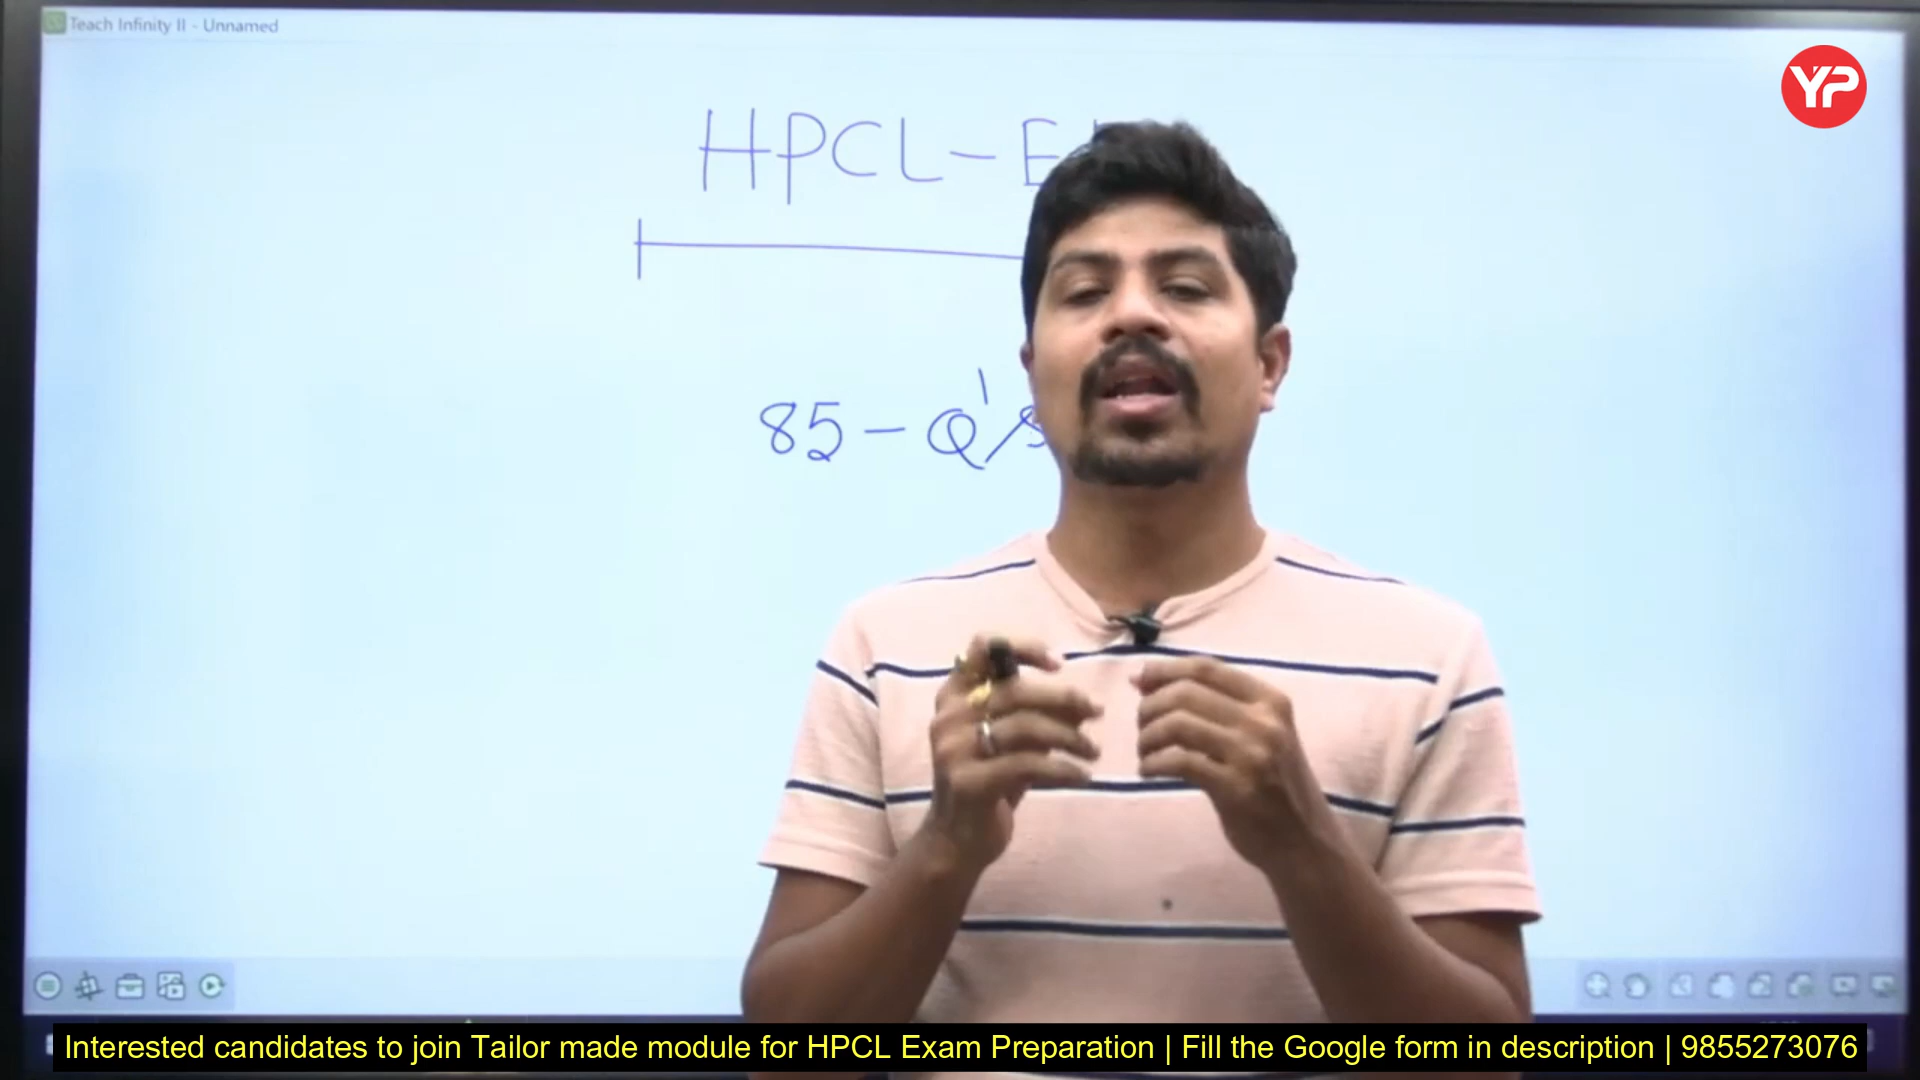 Teach Infinity II - Unnamed
YP
HPCL-E
85-Q's
Interested candidates to join Tailor made module for HPCL Exam Preparation | Fill the Google form in description | 9855273076